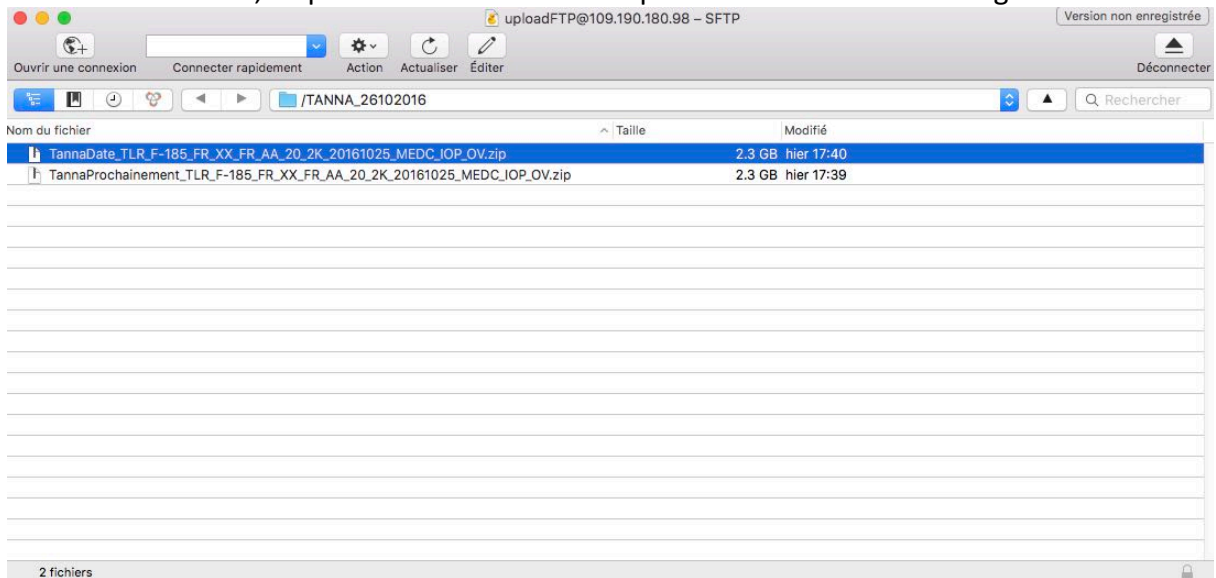 uploadFTP@109.190.180.98 – SFTP
Version non enregistrée
Ouvrir une connexion Connecter rapidement Action Actualiser Éditer Déconnecter
/TANNA_26102016 Rechercher
Nom du fichier Taille Modifié
TannaDate_TLR_F-185_FR_XX_FR_AA_20_2K_20161025_MEDC_IOP_OV.zip 2.3 GB hier 17:40
TannaProchainement_TLR_F-185_FR_XX_FR_AA_20_2K_20161025_MEDC_IOP_OV.zip 2.3 GB hier 17:39
2 fichiers